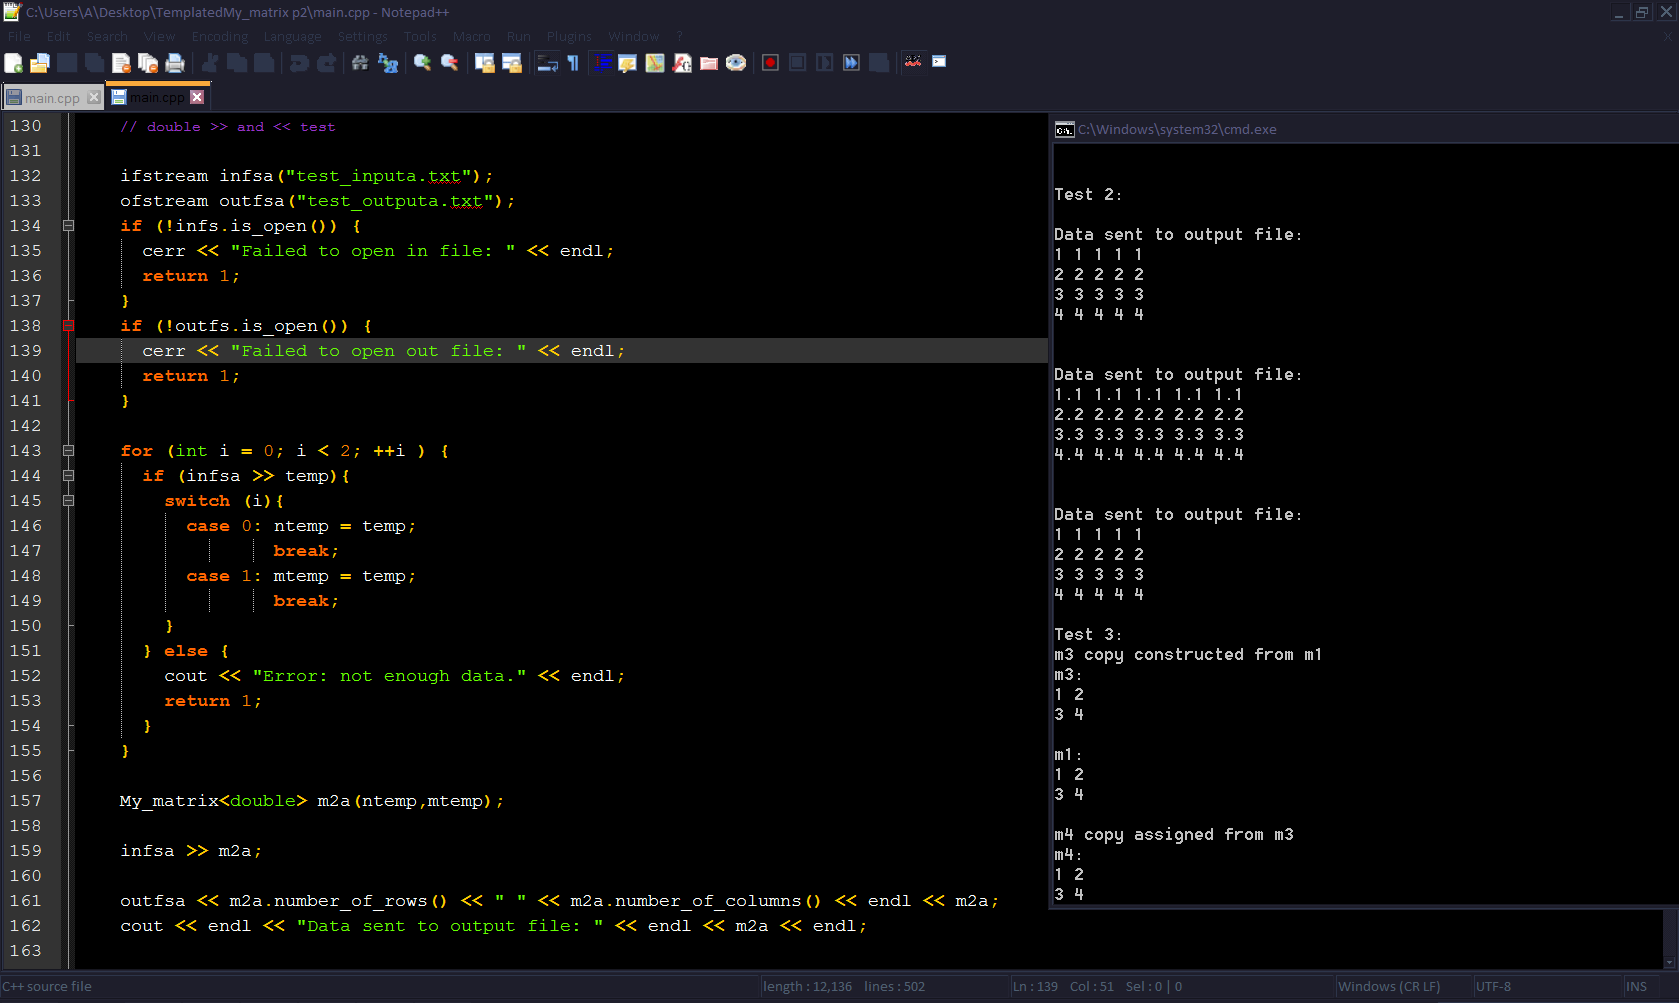 C:\Users\A\Desktop\TemplatedMy_matrix p2\main.cpp - Notepad++
File Edit Search View Encoding Language Settings Tools Macro Run Plugins Window ?
main.cpp main.cpp
130 // double >> and << test
131
132 ifstream infsa("test_inputa.txt");
133 ofstream outfsa("test_outputa.txt");
134 if (!infs.is_open()) {
135 cerr << "Failed to open in file: " << endl;
136 return 1;
137 }
138 if (!outfs.is_open()) {
139 cerr << "Failed to open out file: " << endl;
140 return 1;
141 }
142
143 for (int i = 0; i < 2; ++i ) {
144 if (infsa >> temp){
145 switch (i){
146 case 0: ntemp = temp;
147 break;
148 case 1: mtemp = temp;
149 break;
150 }
151 } else {
152 cout << "Error: not enough data." << endl;
153 return 1;
154 }
155 }
156
157 My_matrix<double> m2a(ntemp,mtemp);
158
159 infsa >> m2a;
160
161 outfsa << m2a.number_of_rows() << " " << m2a.number_of_columns() << endl << m2a;
162 cout << endl << "Data sent to output file: " << endl << m2a << endl;
163
C:\Windows\system32\cmd.exe
Test 2:
Data sent to output file:
1 1 1 1 1
2 2 2 2 2
3 3 3 3 3
4 4 4 4 4
Data sent to output file:
1.1 1.1 1.1 1.1 1.1
2.2 2.2 2.2 2.2 2.2
3.3 3.3 3.3 3.3 3.3
4.4 4.4 4.4 4.4 4.4
Data sent to output file:
1 1 1 1 1
2 2 2 2 2
3 3 3 3 3
4 4 4 4 4
Test 3:
m3 copy constructed from m1
m3:
1 2
3 4
m1:
1 2
3 4
m4 copy assigned from m3
m4:
1 2
3 4
C++ source file length : 12,136 lines : 502 Ln : 139 Col : 51 Sel : 0 | 0 Windows (CR LF) UTF-8 INS